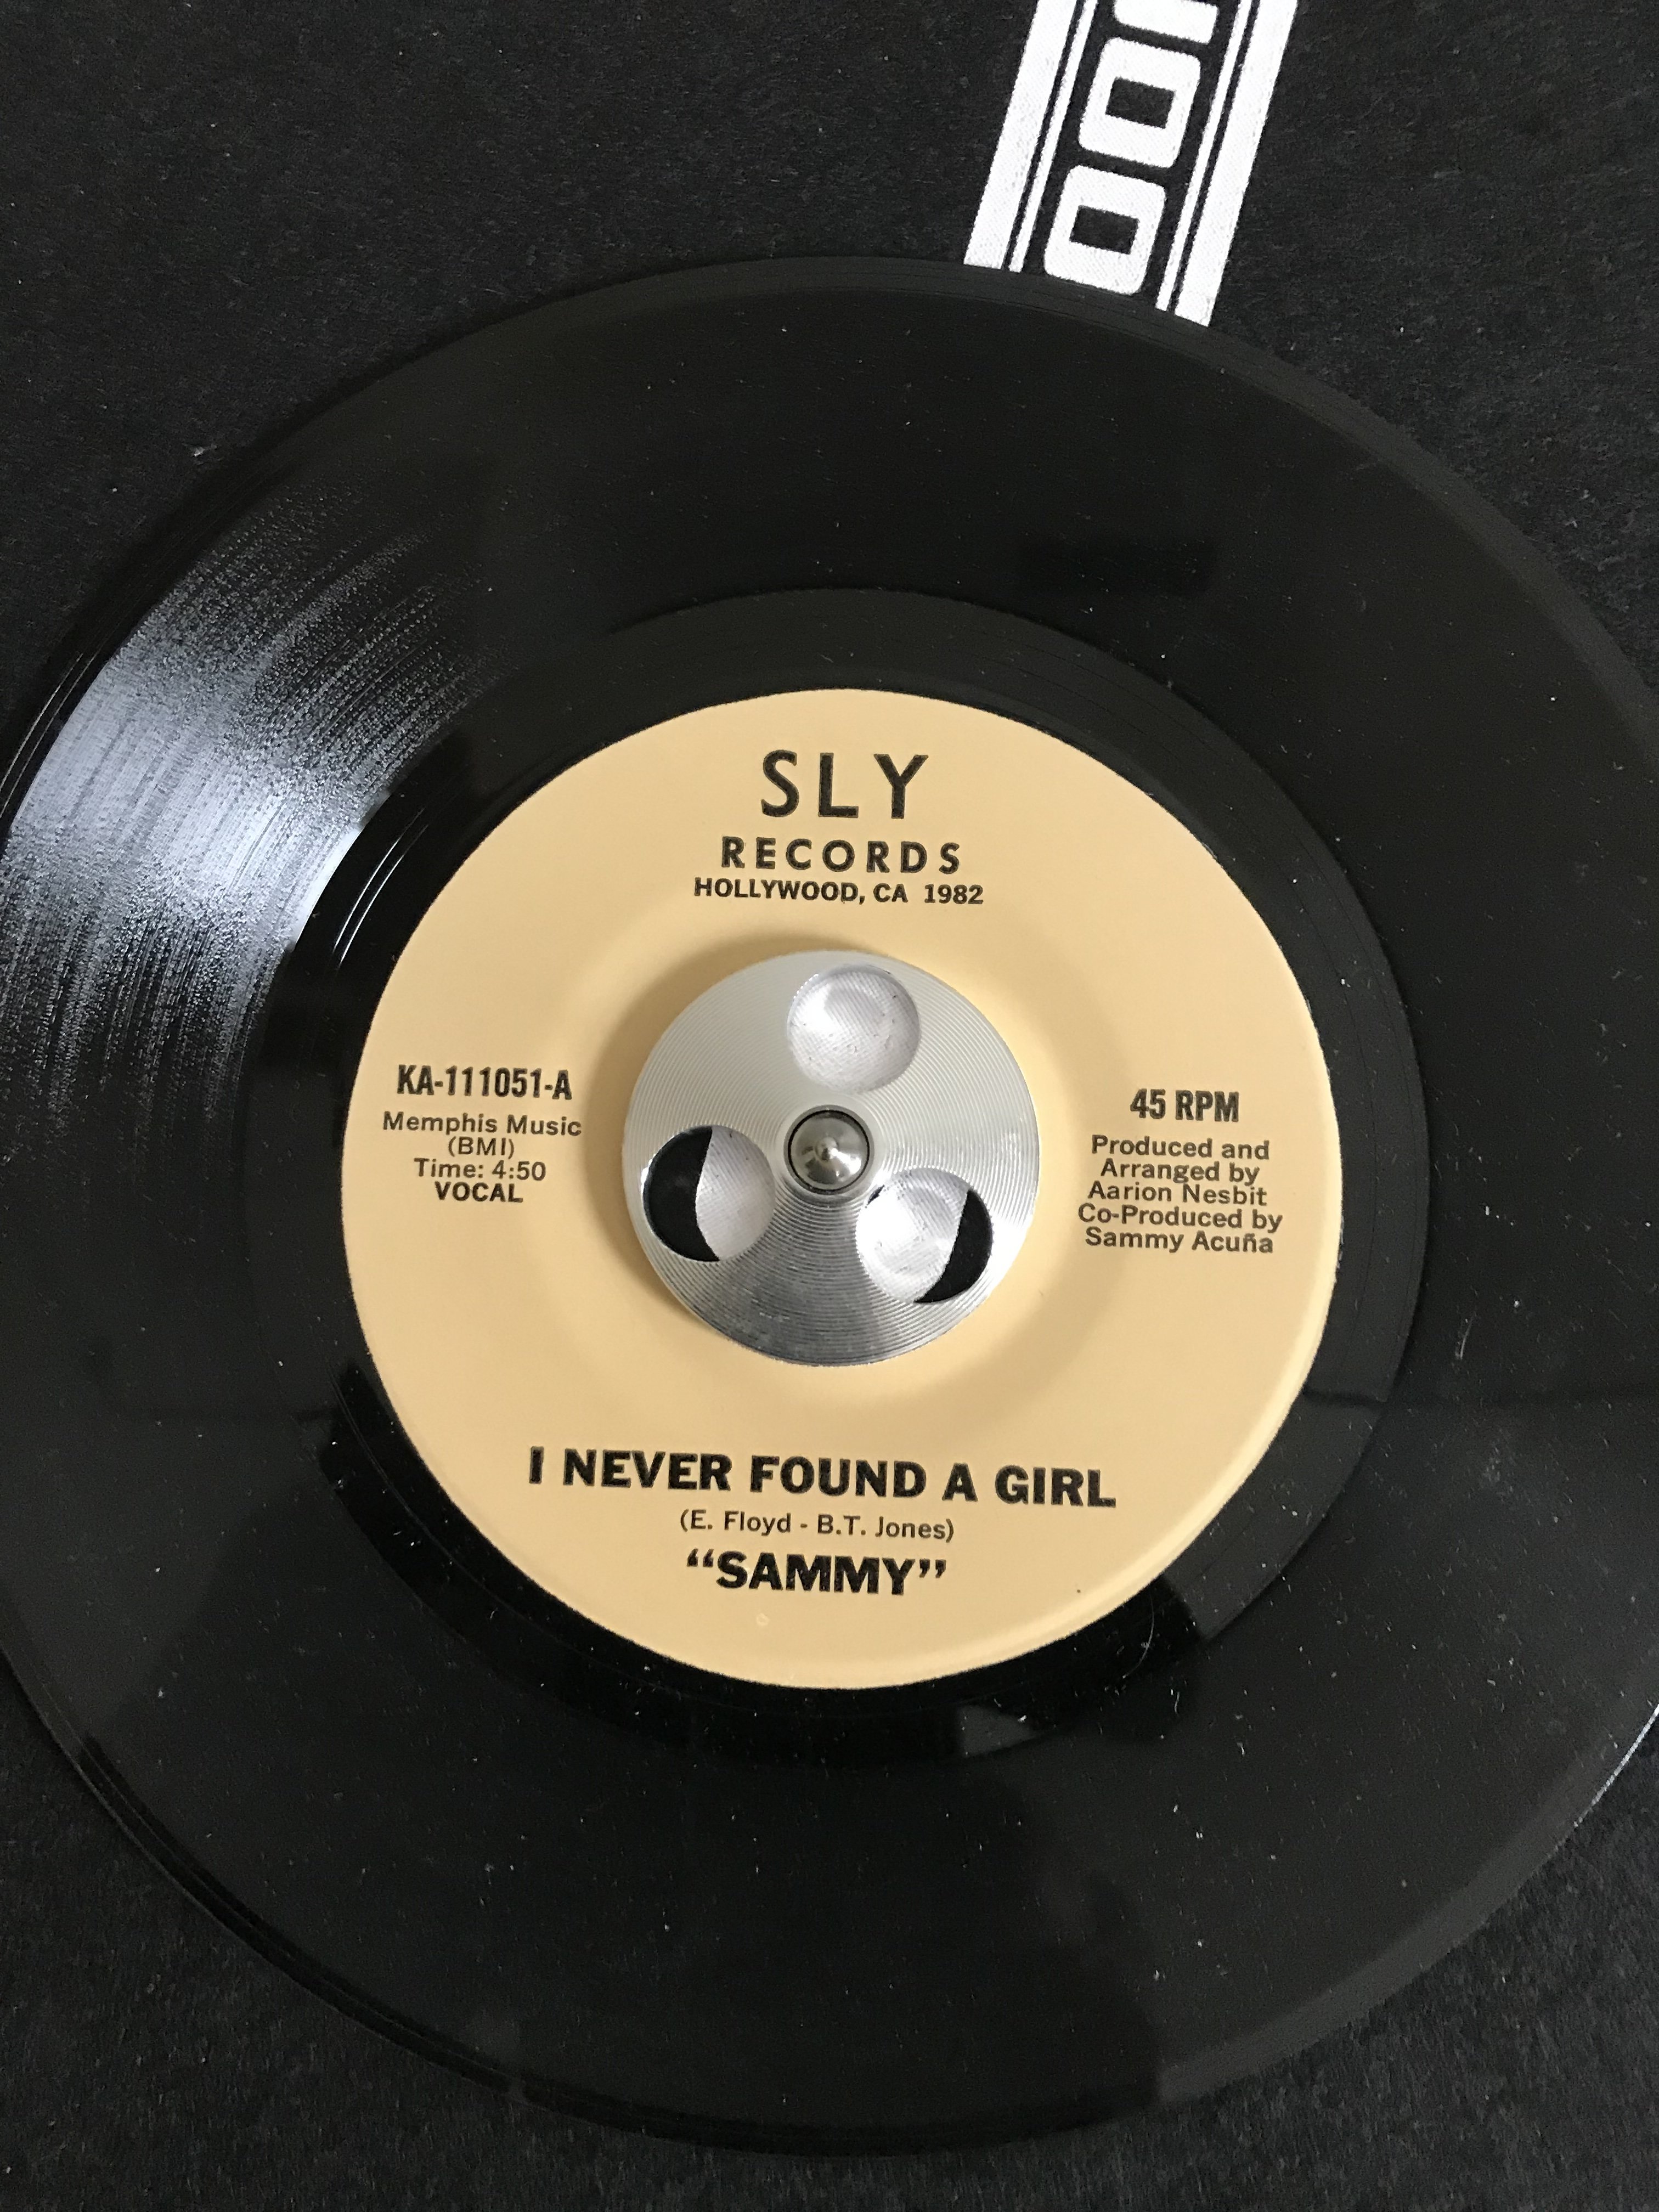 SLY
RECORDS
HOLLYWOOD, CA 1982
KA-111051-A
Memphis Music
(BMI)
Time: 4:50
VOCAL
45 RPM
Produced and
Arranged by
Aarion Nesbit
Co-Produced by
Sammy Acuña
I NEVER FOUND A GIRL
(E. Floyd - B.T. Jones)
“SAMMY”